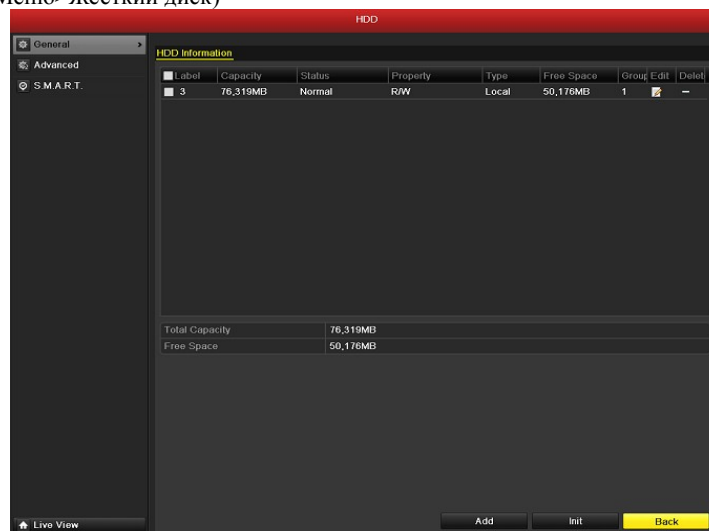 Меню> Жесткий диск)
HDD
General
Advanced
S.M.A.R.T.
HDD Information
Label Capacity Status Property Type Free Space Group Edit Delet
3 76,319MB Normal R/W Local 50,176MB 1 –
Total Capacity 76,319MB
Free Space 50,176MB
Live View
Add Init Back